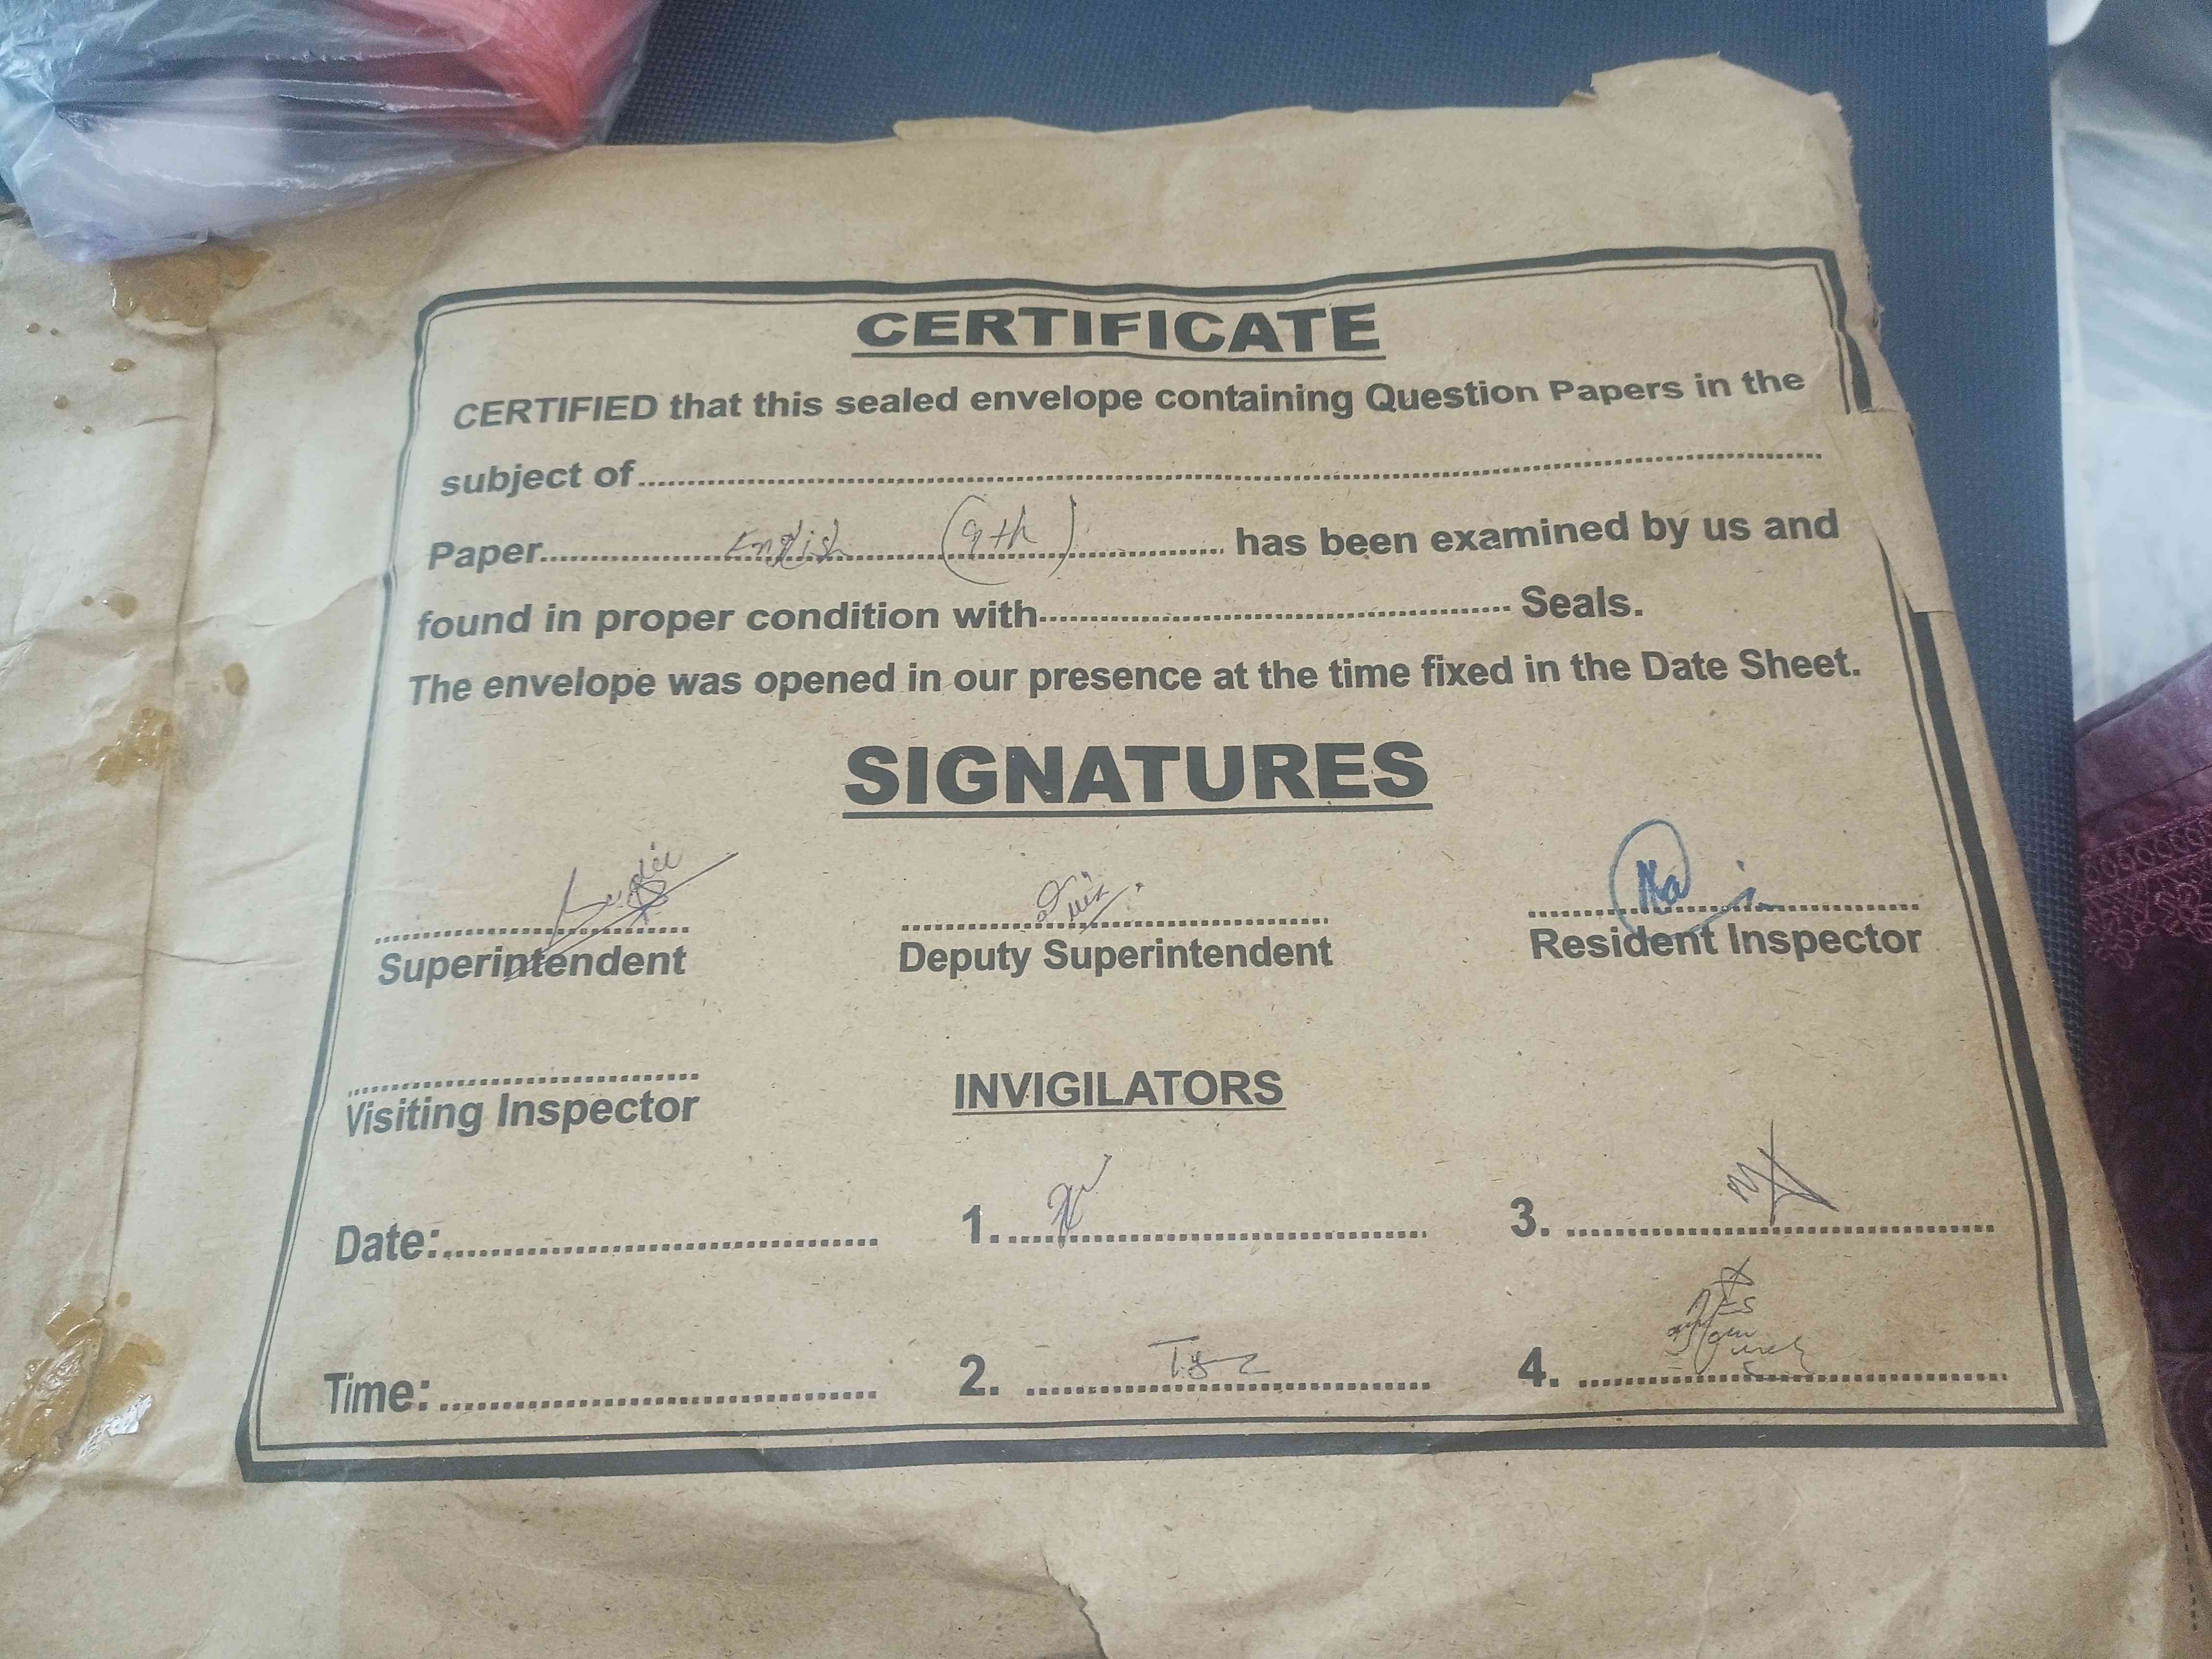 CERTIFICATE
CERTIFIED that this sealed envelope containing Question Papers in the
subject of
Paper English (9th) has been examined by us and
found in proper condition with Seals.
The envelope was opened in our presence at the time fixed in the Date Sheet.
SIGNATURES
Superintendent Deputy Superintendent Resident Inspector
Visiting Inspector INVIGILATORS
Date: 1. 3.
Time: 2. 4.